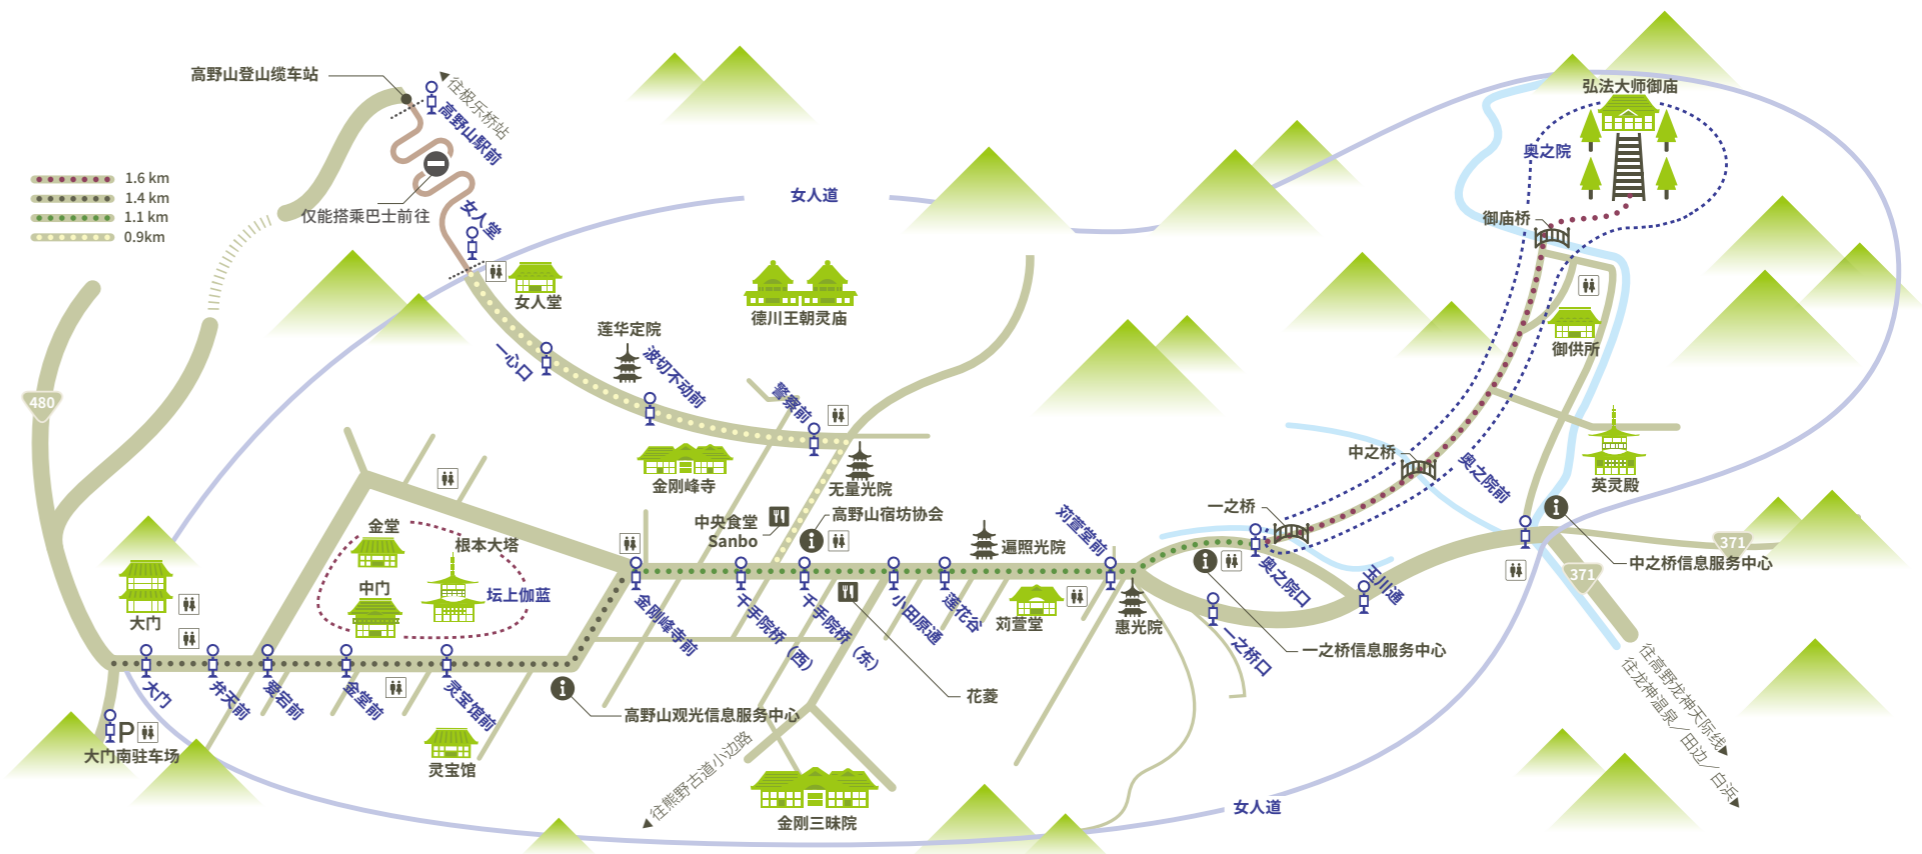 高野山登山缆车站
往极乐桥站
高野山駅前
弘法大师御庙
奥之院
1.6 km
1.4 km
1.1 km
0.9km
仅能搭乘巴士前往
女人堂
女人道
御庙桥
女人堂
德川王朝灵庙
莲华定院
一心口
波切不动前
警察前
御供所
480
中之桥
奥之院前
英灵殿
金刚峰寺
无量光院
一之桥
中央食堂
Sanbo
高野山宿坊协会
苅萱堂前
金堂
根本大塔
遍照光院
371
中之桥信息服务中心
371
中门
坛上伽蓝
大门
金刚峰寺前
千手院桥（西）
千手院桥（东）
小田原通
莲花谷
苅萱堂
惠光院
奥之院口
玉川通
一之桥口
一之桥信息服务中心
大门
弁天前
爱宕前
金堂前
灵宝馆前
高野山观光信息服务中心
花菱
P
大门南驻车场
灵宝馆
往熊野古道小边路
金刚三昧院
女人道
往高野龙神天际线
往龙神温泉／田边／白浜